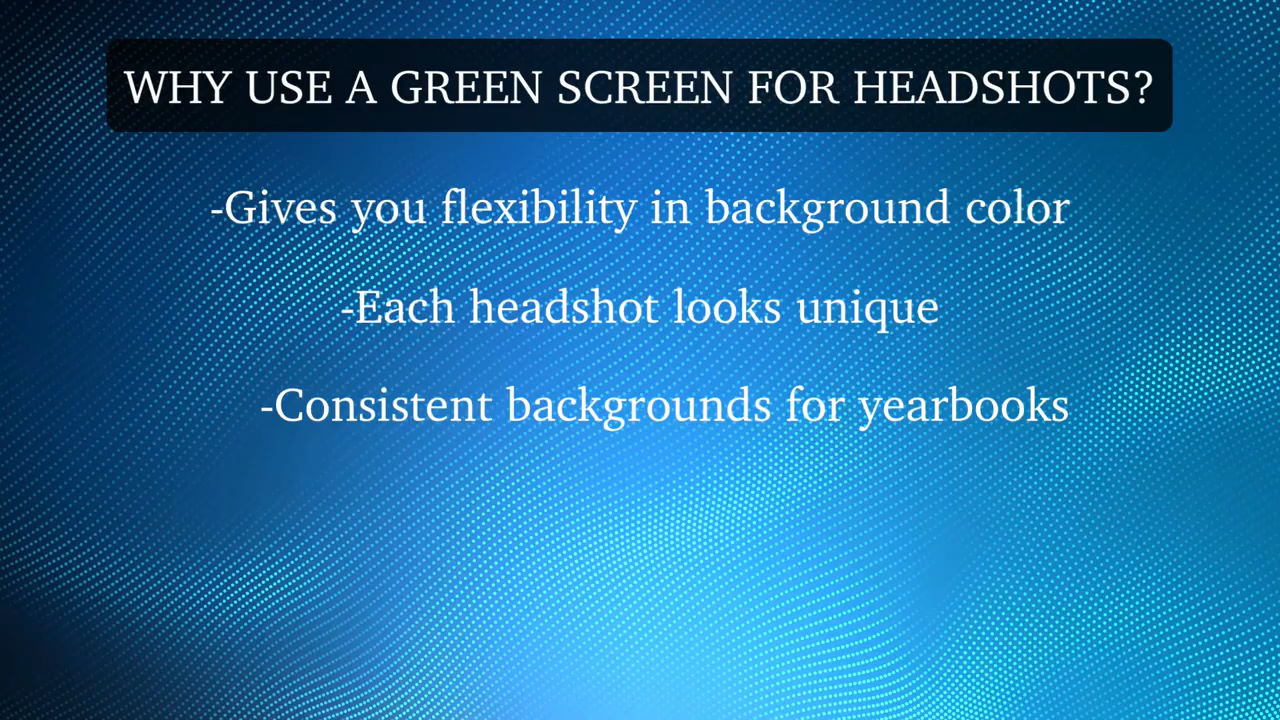 WHY USE A GREEN SCREEN FOR HEADSHOTS?
-Gives you flexibility in background color
-Each headshot looks unique
-Consistent backgrounds for yearbooks